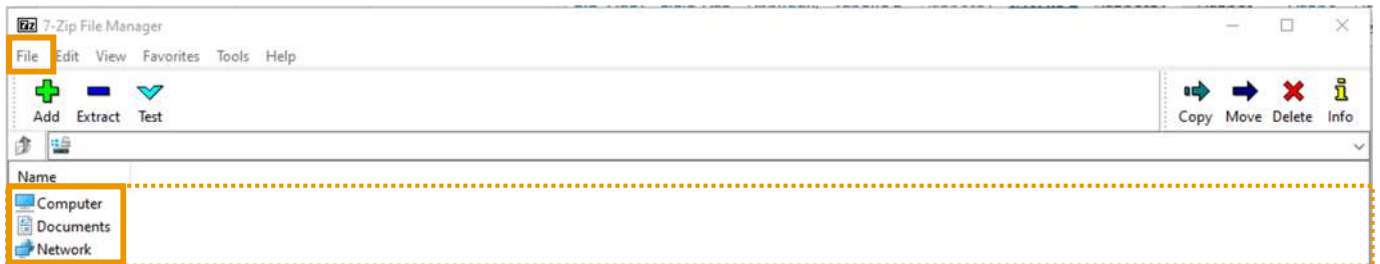 7z 7-Zip File Manager
File Edit View Favorites Tools Help
Add Extract Test Copy Move Delete Info
Name
Computer
Documents
Network